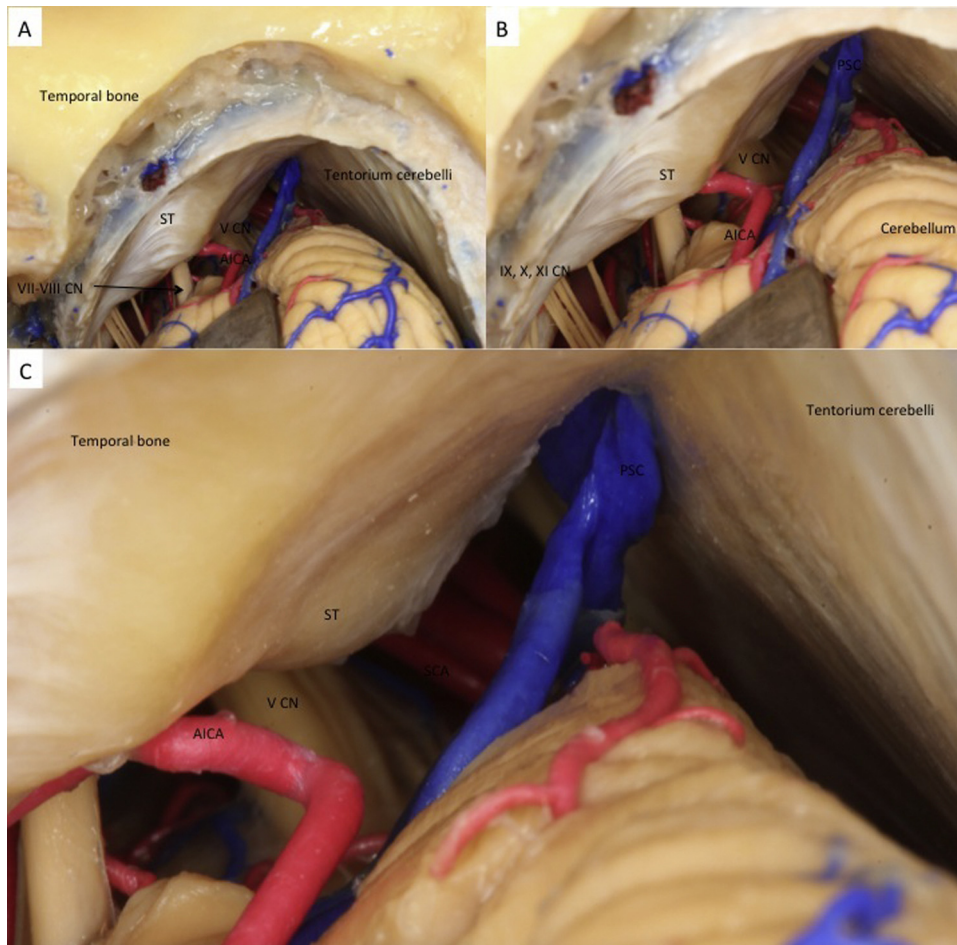 A
Temporal bone
Tentorium cerebelli
ST
V CN
AICA
VII-VIII CN
B
PSC
V CN
ST
AICA
Cerebellum
IX, X, XI CN
C
Temporal bone
Tentorium cerebelli
PSC
ST
SCA
V CN
AICA